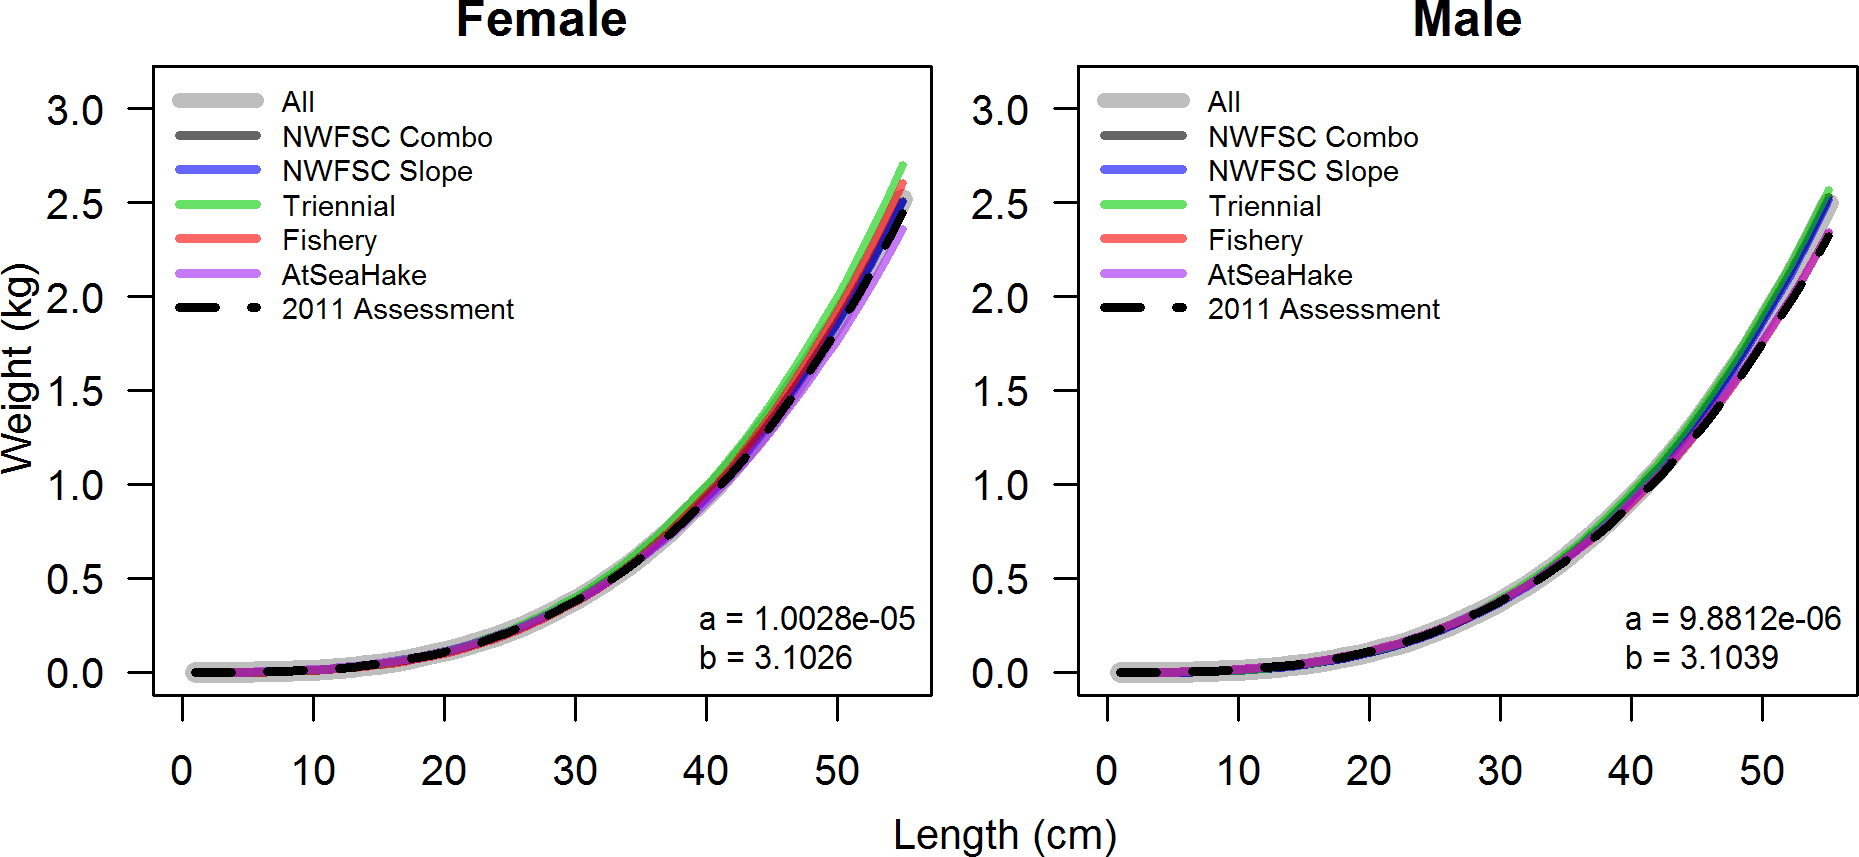 Female
Male
Weight (kg)
3.0
2.5
2.0
1.5
1.0
0.5
0.0
All
NWFSC Combo
NWFSC Slope
Triennial
Fishery
AtSeaHake
2011 Assessment
a = 1.0028e-05
b = 3.1026
0 10 20 30 40 50
3.0
2.5
2.0
1.5
1.0
0.5
0.0
All
NWFSC Combo
NWFSC Slope
Triennial
Fishery
AtSeaHake
2011 Assessment
a = 9.8812e-06
b = 3.1039
0 10 20 30 40 50
Length (cm)